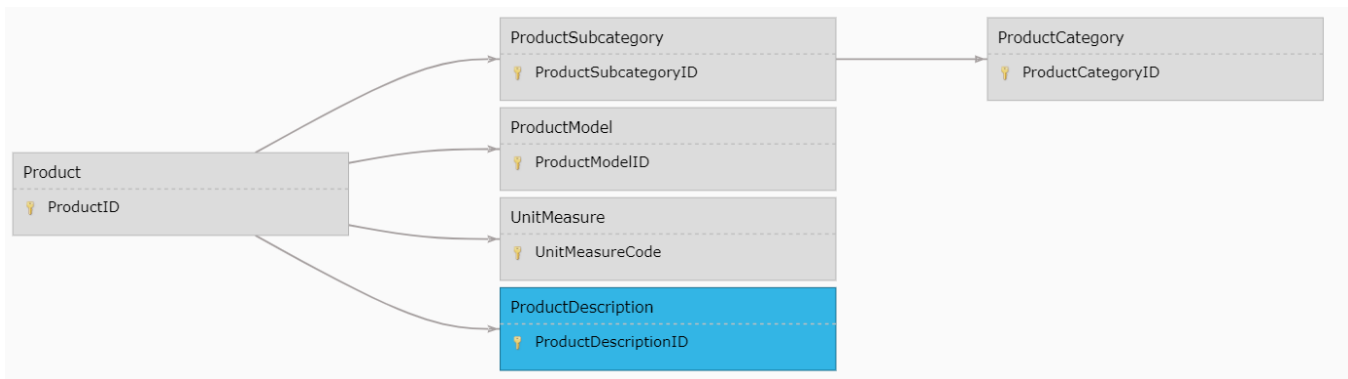 Product
ProductID
ProductSubcategory
ProductSubcategoryID
ProductModel
ProductModelID
UnitMeasure
UnitMeasureCode
ProductDescription
ProductDescriptionID
ProductCategory
ProductCategoryID